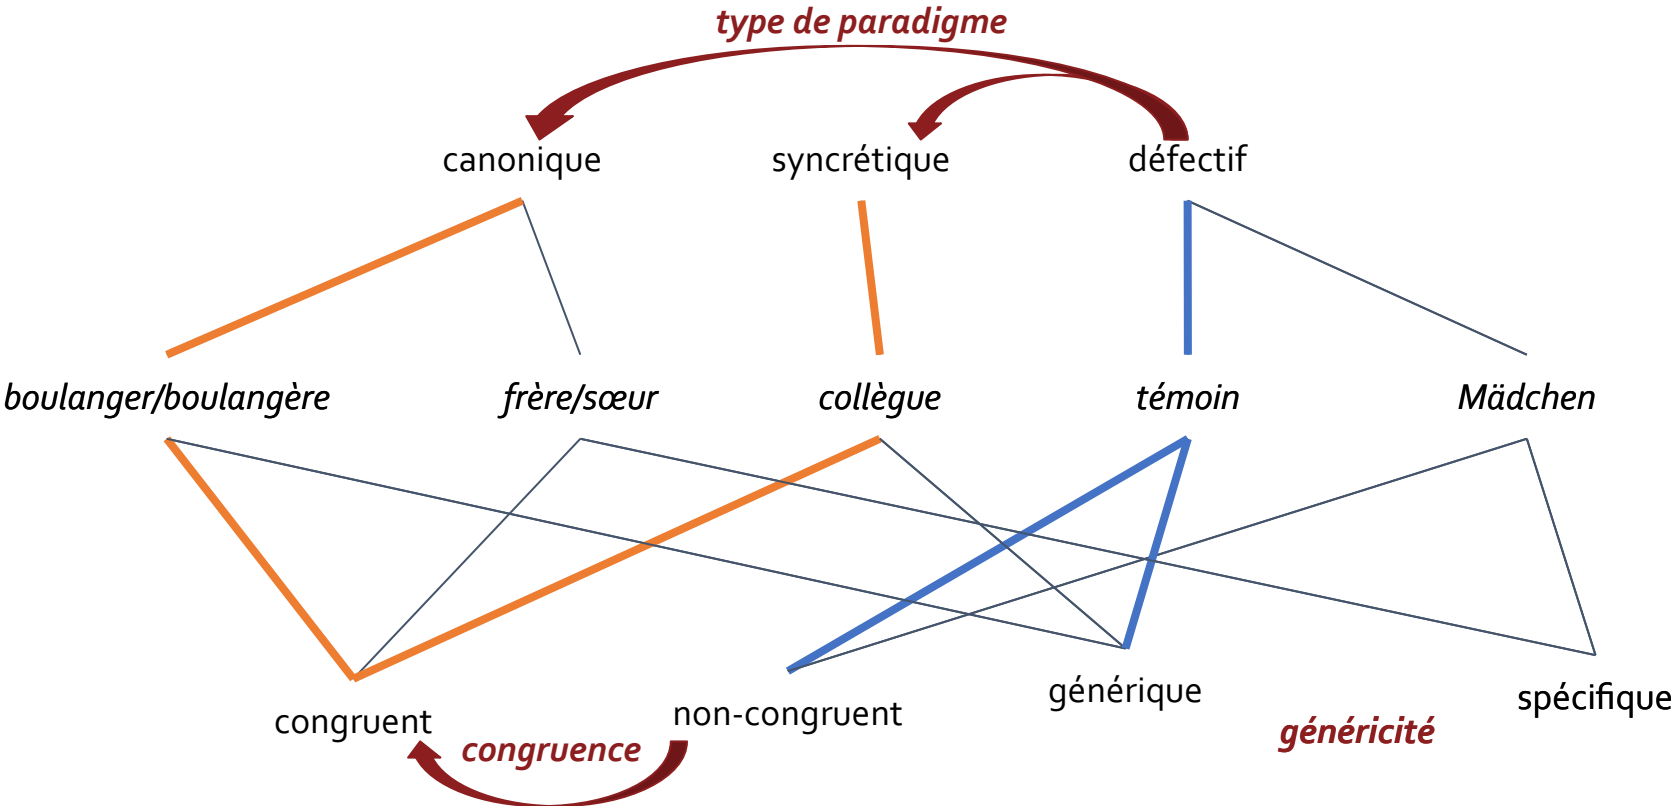 type de paradigme
canonique
syncrétique
défectif
boulanger/boulangère
frère/sœur
collègue
témoin
Mädchen
congruent
non-congruent
générique
spécifique
congruence
généricité